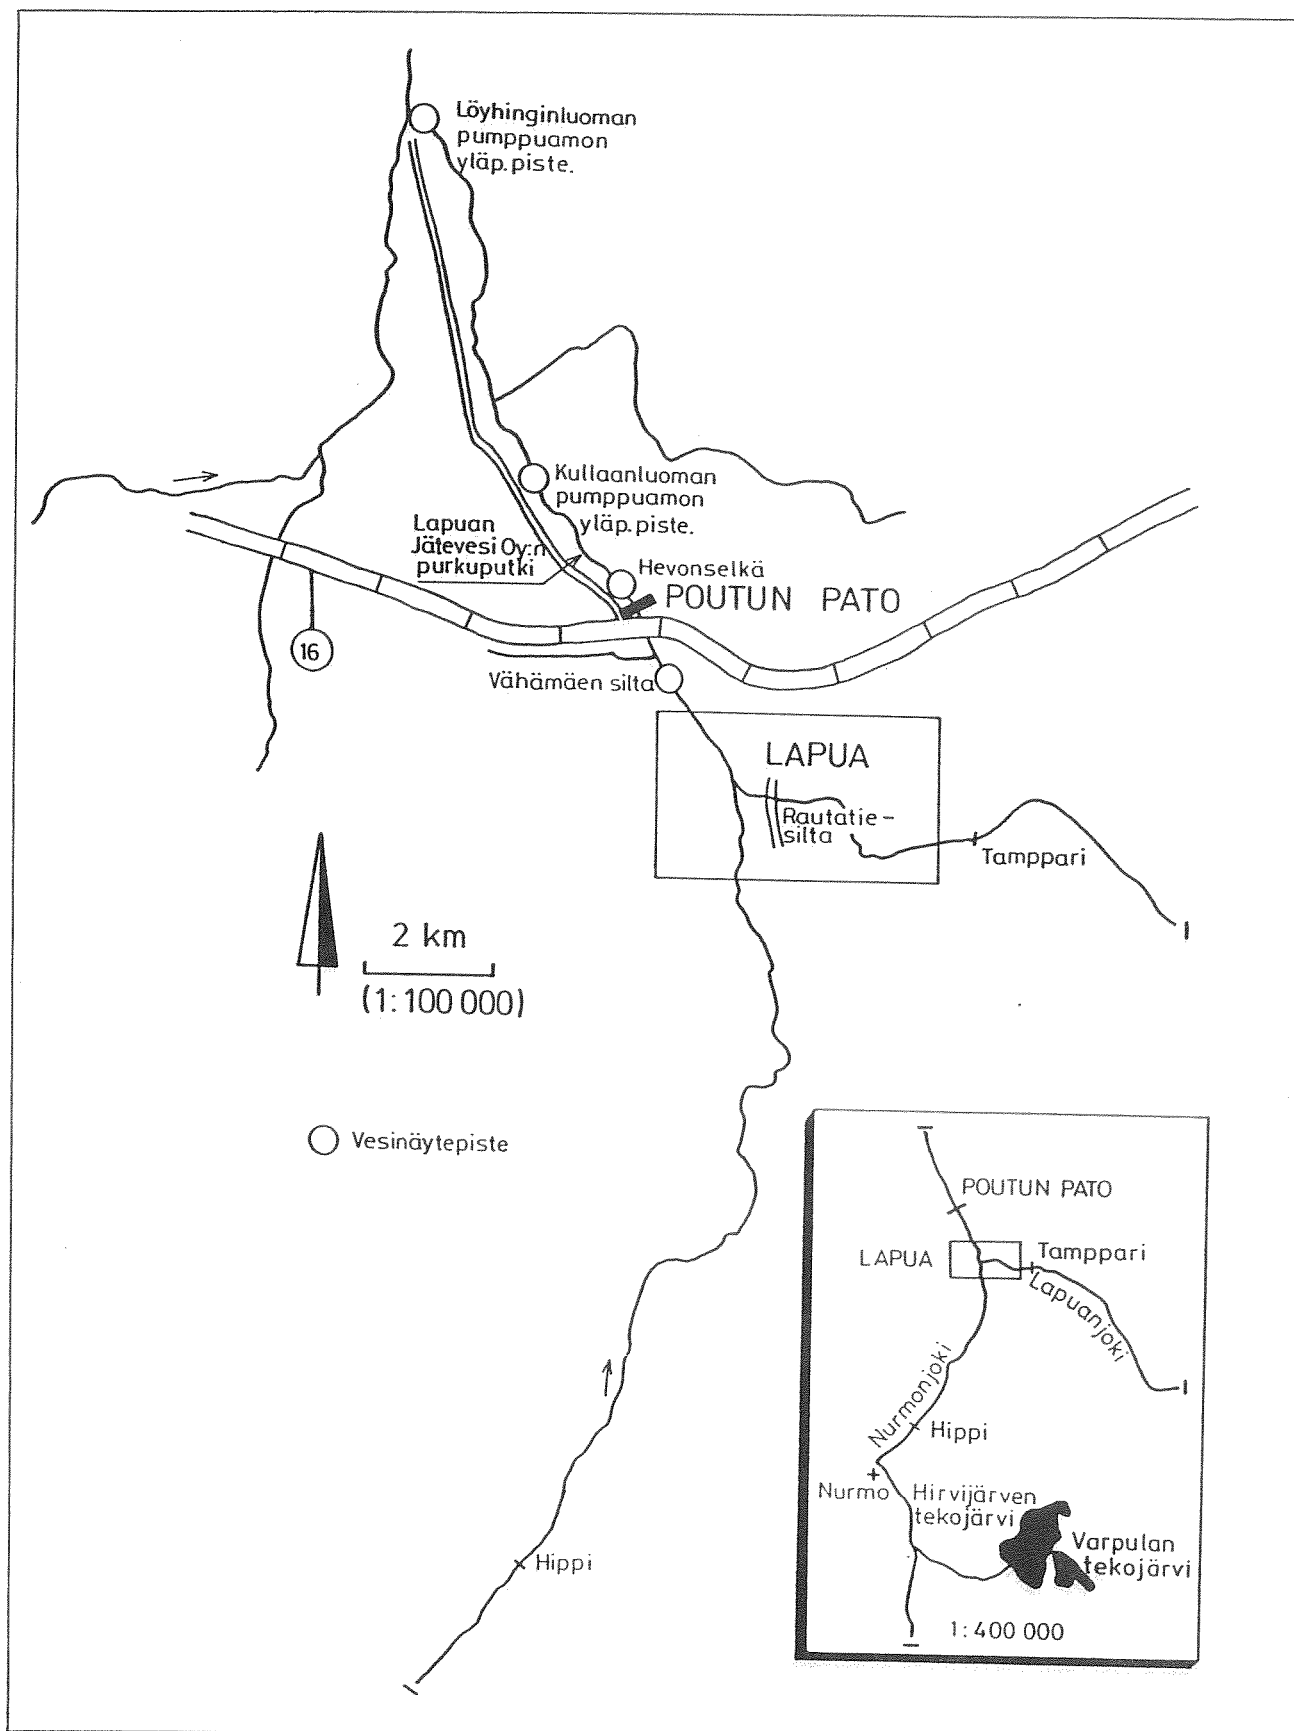 Löyhinginluoman
pumppuamon
yläp.piste.
Kullaanluoman
pumppuamon
yläp.piste.
Lapuan
Jätevesi Oy:n
purkuputki
Hevonselkä
POUTUN PATO
16
Vähämäen silta
LAPUA
Rautatie-
silta
Tamppari
2 km
(1:100 000)
Vesinäytepiste
Hippi
POUTUN PATO
LAPUA
Tamppari
Lapuanjoki
Nurmonjoki
Hippi
Nurmo
Hirvijärven
tekojärvi
Varpulan
tekojärvi
1:400 000